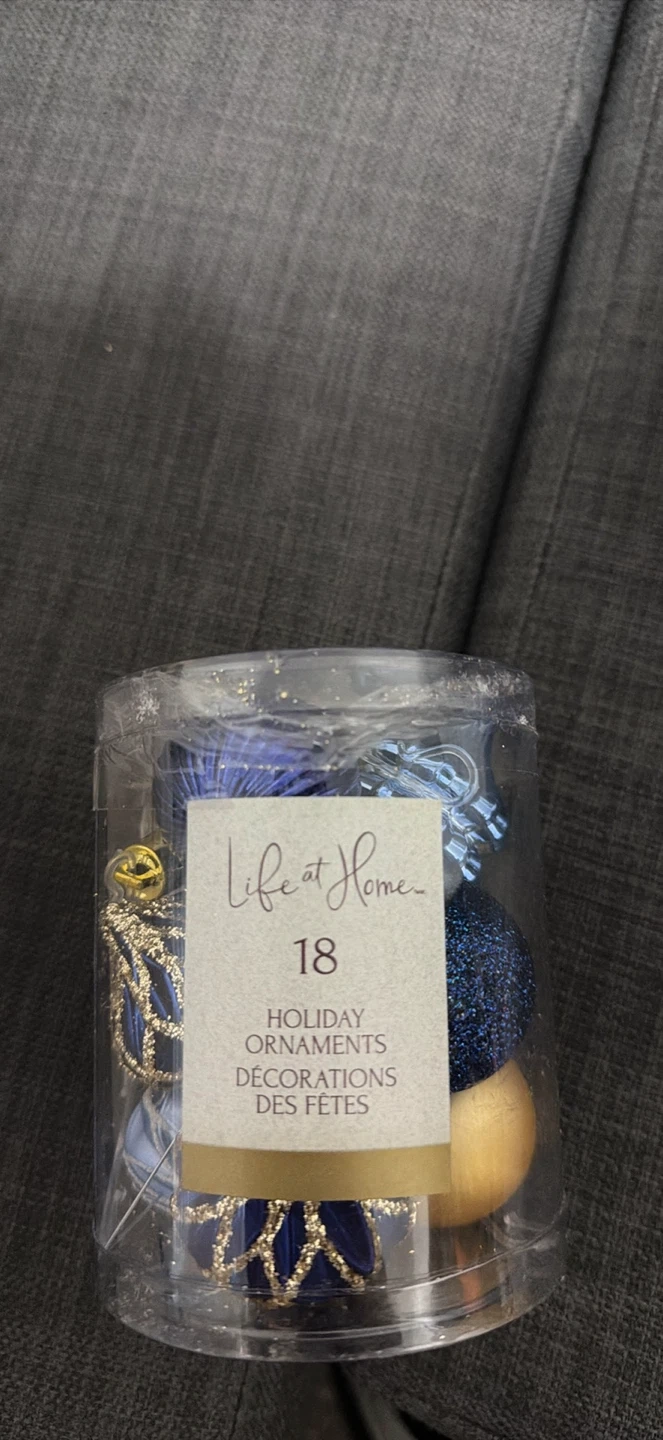 Life at Home
18
HOLIDAY
ORNAMENTS
DÉCORATIONS
DES FÊTES